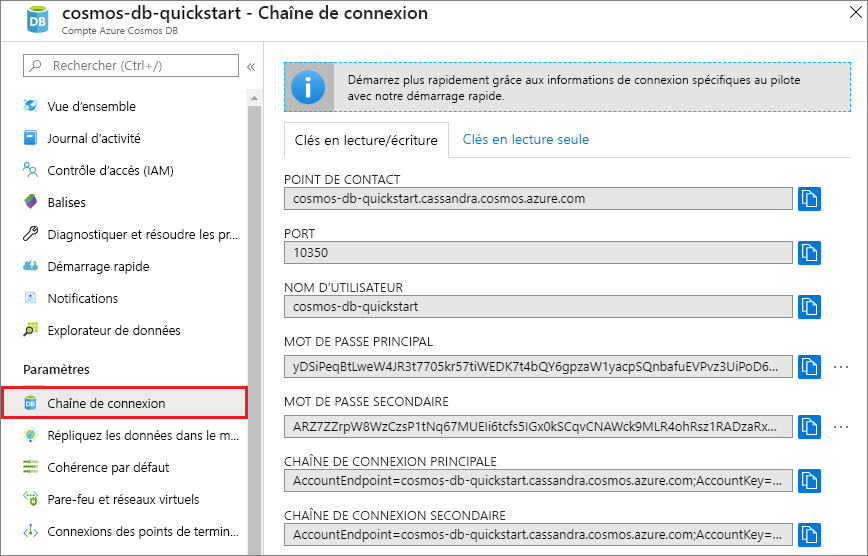 cosmos-db-quickstart - Chaîne de connexion
Compte Azure Cosmos DB
Rechercher (Ctrl+/)
Vue d'ensemble
Journal d'activité
Contrôle d'accès (IAM)
Balises
Diagnostiquer et résoudre les pr...
Démarrage rapide
Notifications
Explorateur de données
Paramètres
Chaîne de connexion
Répliquez les données dans le m...
Cohérence par défaut
Pare-feu et réseaux virtuels
Connexions des points de termin...
Démarrez plus rapidement grâce aux informations de connexion spécifiques au pilote
avec notre démarrage rapide.
Clés en lecture/écriture
Clés en lecture seule
POINT DE CONTACT
cosmos-db-quickstart.cassandra.cosmos.azure.com
PORT
10350
NOM D'UTILISATEUR
cosmos-db-quickstart
MOT DE PASSE PRINCIPAL
yDSiPeqBtLweW4JR3t7705kr57tiWEDK7t4bQY6gpzaW1yacpSQnbafuEVPvz3UiPoD6...
MOT DE PASSE SECONDAIRE
ARZ7ZZrpW8WzCzsP1tNq67MUEIi6tcfs5IGx0kSCqvCNAWck9MLR4ohRsz1RADzaRx...
CHAÎNE DE CONNEXION PRINCIPALE
AccountEndpoint=cosmos-db-quickstart.cassandra.cosmos.azure.com;AccountKey=...
CHAÎNE DE CONNEXION SECONDAIRE
AccountEndpoint=cosmos-db-quickstart.cassandra.cosmos.azure.com;AccountKey=...